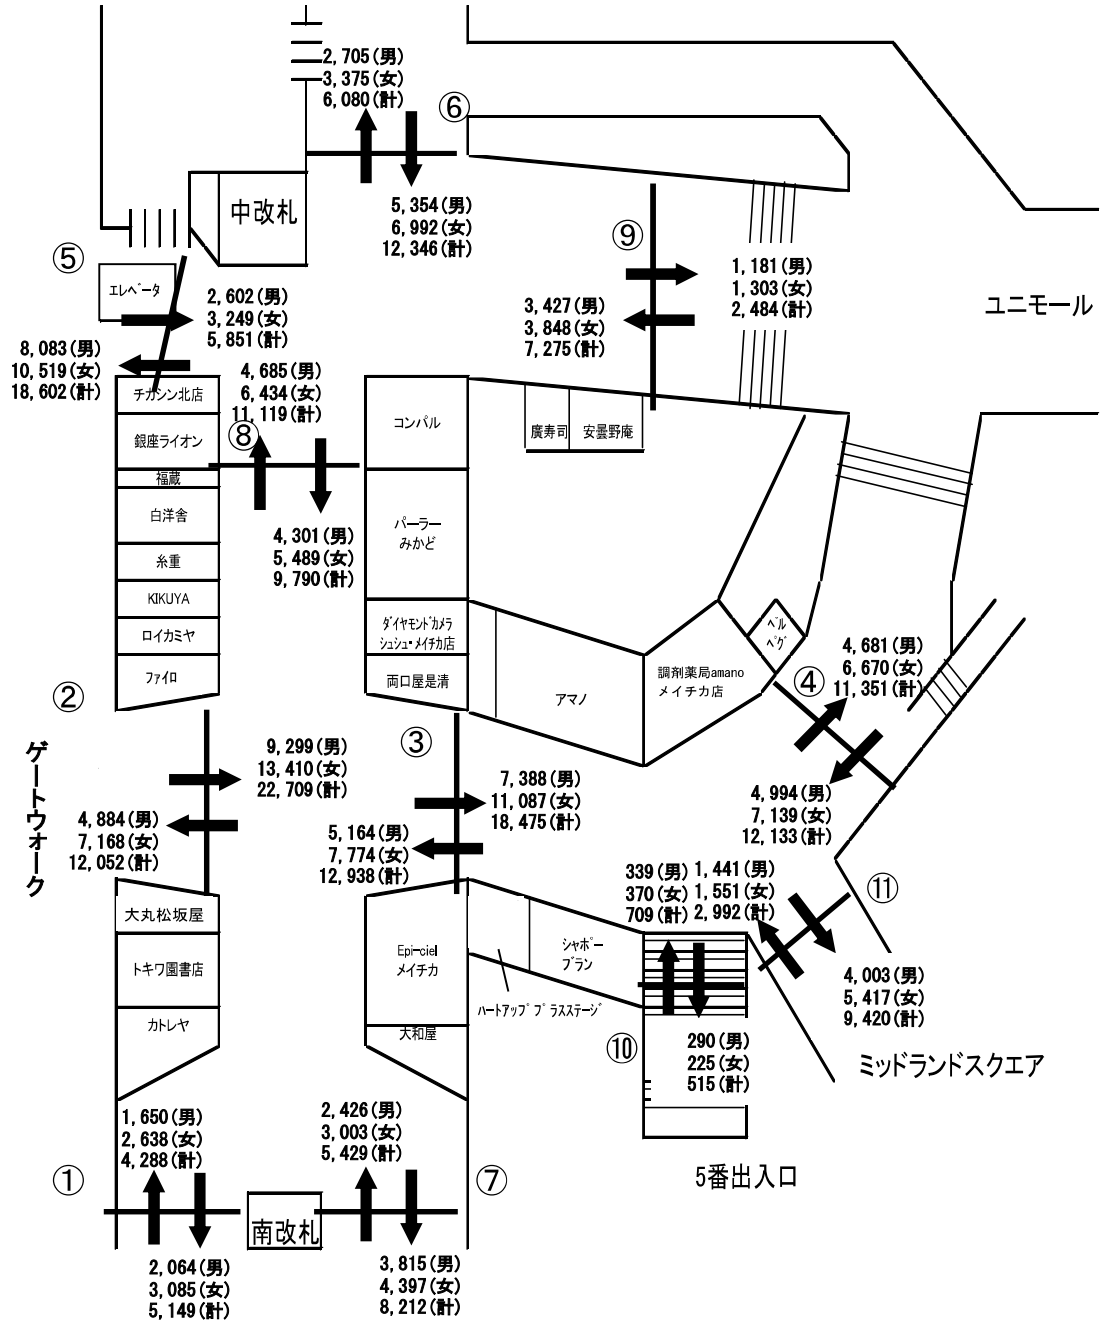 2,705(男)
3,375(女)
6,080(計)
⑥
5,354(男)
6,992(女)
12,346(計)
中改札
⑤
エレベータ
2,602(男)
3,249(女)
5,851(計)
8,083(男)
10,519(女)
18,602(計)
⑨
1,181(男)
1,303(女)
2,484(計)
3,427(男)
3,848(女)
7,275(計)
ユニモール
4,685(男)
6,434(女)
11,119(計)
⑧
4,301(男)
5,489(女)
9,790(計)
チカシン北店
銀座ライオン
福蔵
白洋舎
糸重
KIKUYA
ロイカミヤ
ファイロ
コンパル
パーラー
みかど
ダイヤモンドカメラ
シュシュ・メイチカ店
両口屋是清
廣寿司
安曇野庵
アマノ
調剤薬局amano
メイチカ店
ベル
ペグ
②
ゲートウォーク
9,299(男)
13,410(女)
22,709(計)
4,884(男)
7,168(女)
12,052(計)
③
7,388(男)
11,087(女)
18,475(計)
5,164(男)
7,774(女)
12,938(計)
④
4,681(男)
6,670(女)
11,351(計)
4,994(男)
7,139(女)
12,133(計)
大丸松坂屋
トキワ園書店
カトレヤ
Epi-ciel
メイチカ
大和屋
シャポー
ブラン
ハートアップ プラスステージ
339(男)
370(女)
709(計)
1,441(男)
1,551(女)
2,992(計)
⑪
4,003(男)
5,417(女)
9,420(計)
ミッドランドスクエア
⑩
290(男)
225(女)
515(計)
5番出入口
①
1,650(男)
2,638(女)
4,288(計)
2,064(男)
3,085(女)
5,149(計)
南改札
2,426(男)
3,003(女)
5,429(計)
⑦
3,815(男)
4,397(女)
8,212(計)